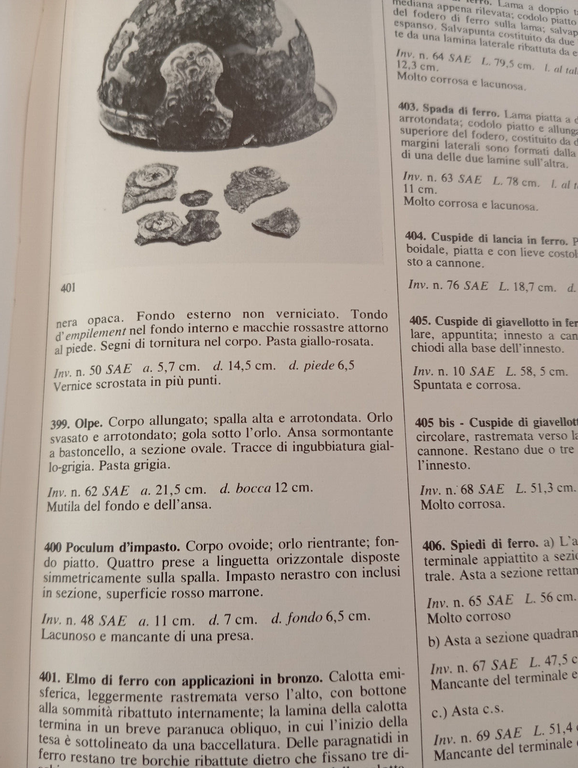 401
nera opaca. Fondo esterno non verniciato. Tondo
d'empilement nel fondo interno e macchie rossastre attorno
al piede. Segni di tornitura nel corpo. Pasta giallo-rosata.
Inv. n. 50 SAE a. 5,7 cm. d. 14,5 cm. d. piede 6,5
Vernice scrostata in più punti.
399. Olpe. Corpo allungato; spalla alta e arrotondata. Orlo
svasato e arrotondato; gola sotto l'orlo. Ansa sormontante
a bastoncello, a sezione ovale. Tracce di ingubbiatura gial-
lo-grigia. Pasta grigia.
Inv. n. 62 SAE a. 21,5 cm. d. bocca 12 cm.
Mutila del fondo e dell'ansa.
400 Poculum d'impasto. Corpo ovoide; orlo rientrante; fon-
do piatto. Quattro prese a linguetta orizzontale disposte
simmetricamente sulla spalla. Impasto nerastro con inclusi
in sezione, superficie rosso marrone.
Inv. n. 48 SAE a. 11 cm. d. 7 cm. d. fondo 6,5 cm.
Lacunoso e mancante di una presa.
401. Elmo di ferro con applicazioni in bronzo. Calotta emi-
sferica, leggermente rastremata verso l'alto, con bottone
alla sommità ribattuto internamente; la lamina della calotta
termina in un breve paranuca obliquo, in cui l'inizio della
tesa è sottolineato da una baccellatura. Delle paragnatidi in
ferro restano tre borchie ribattute dietro che fissano tre di-
ferro. Lama a doppio
mediana appena rilevata; codolo piatto
del fodero di ferro sulla lama;
espanso. Salvapunta costituito da due
te da una lamina laterale ribattuta da
Inv. n. 64 SAE L. 79,5 cm. l. al
12,3 cm.
Molto corrosa e lacunosa.
403. Spada di ferro. Lama piatta a
arrotondata; codolo piatto e
superiore del fodero, costituito da
margini laterali sono formati dalla
di una delle due lamine sull'altra.
Inv. n. 63 SAE L. 78 cm. l. al
11 cm.
Molto corrosa e lacunosa.
404. Cuspide di lancia in ferro.
boidale, piatta e con lieve
sto a cannone.
Inv. n. 76 SAE L. 18,7 cm. d.
405. Cuspide di giavellotto in
lare, appuntita; innesto a
chiodi alla base dell'innesto.
Inv. n. 10 SAE L. 58, 5 cm.
Spuntata e corrosa.
405 bis - Cuspide di
circolare, rastremata verso
cannone. Restano due o tre
l'innesto.
Inv. n. 68 SAE L. 51,3 cm.
Molto corrosa.
406. Spiedi di ferro. a)
terminale appiattito a
trale. Asta a sezione
Inv. n. 65 SAE L. 56 cm.
Molto corroso
b) Asta a sezione
Inv. n. 67 SAE L. 47,5
Mancante del terminale
c.) Asta c.s.
Inv. n. 69 SAE L. 51,4
Mancante del terminale